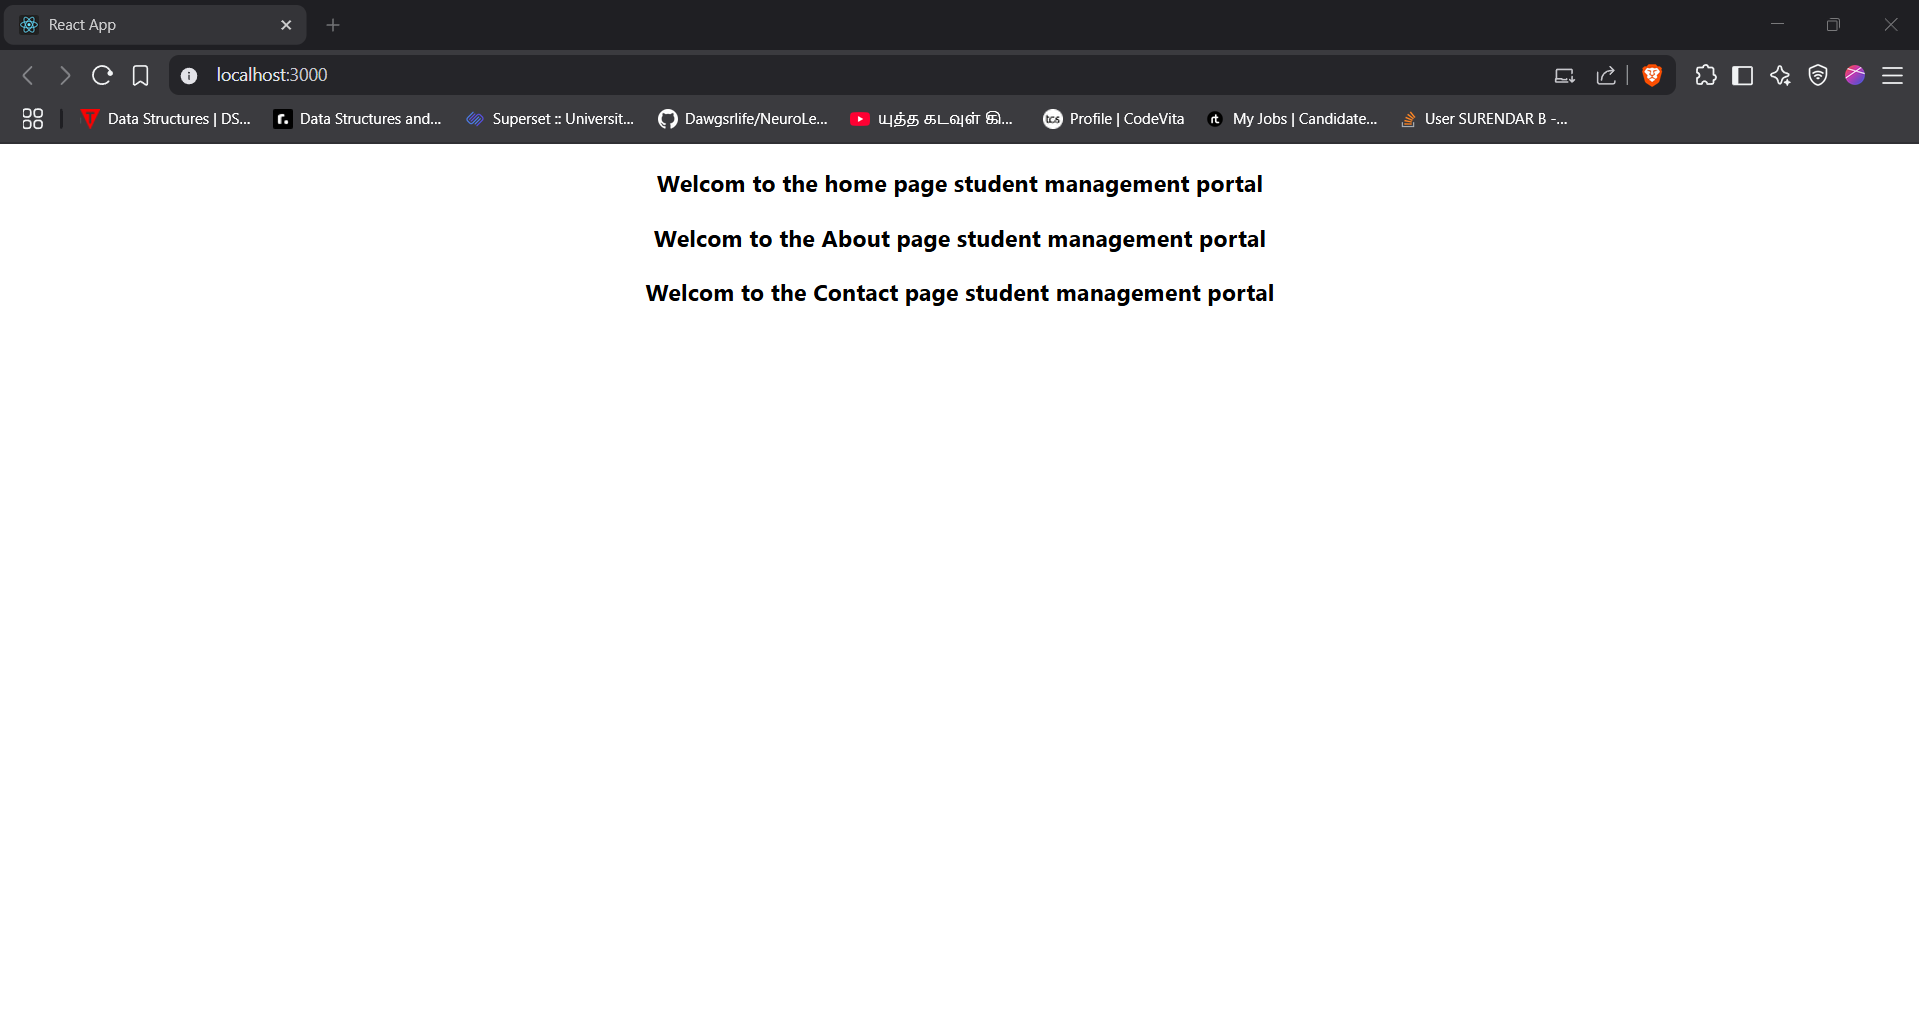 React App
localhost:3000
Data Structures | DS...
Data Structures and...
Superset :: Universit...
Dawgsrlife/NeuroLe...
யுத்த கடவுள் கி...
tcs Profile | CodeVita
rt My Jobs | Candidate...
User SURENDAR B -...
Welcom to the home page student management portal
Welcom to the About page student management portal
Welcom to the Contact page student management portal